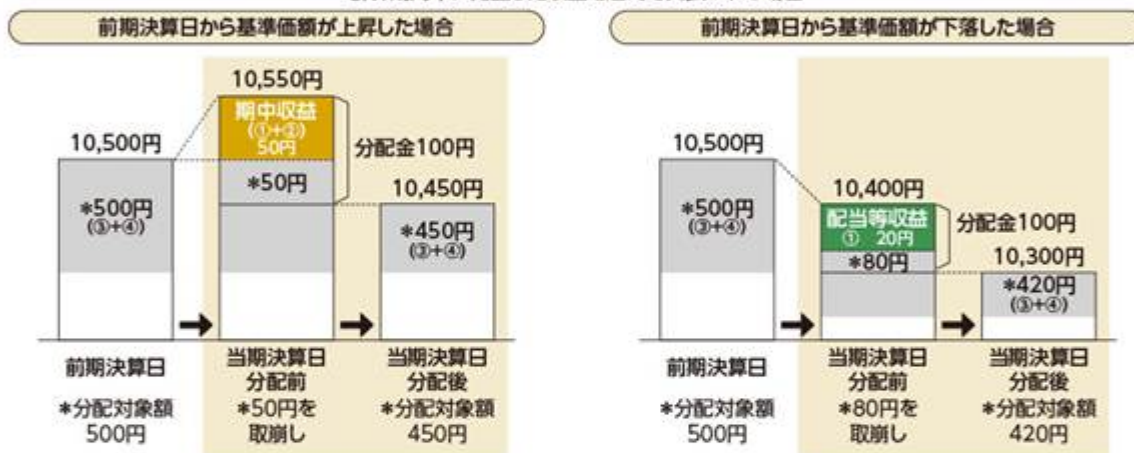 前期決算日から基準価額が上昇した場合
10,550円
期中収益
(①+②)
50円
10,500円
分配金100円
*50円
10,450円
*500円
(③+④)
*450円
(③+④)
前期決算日
当期決算日
分配前
当期決算日
分配後
*分配対象額
500円
*50円を
取崩し
*分配対象額
450円
前期決算日から基準価額が下落した場合
10,500円
10,400円
*500円
(③+④)
配当等収益
① 20円
分配金100円
*80円
10,300円
*420円
(③+④)
前期決算日
当期決算日
分配前
当期決算日
分配後
*分配対象額
500円
*80円を
取崩し
*分配対象額
420円